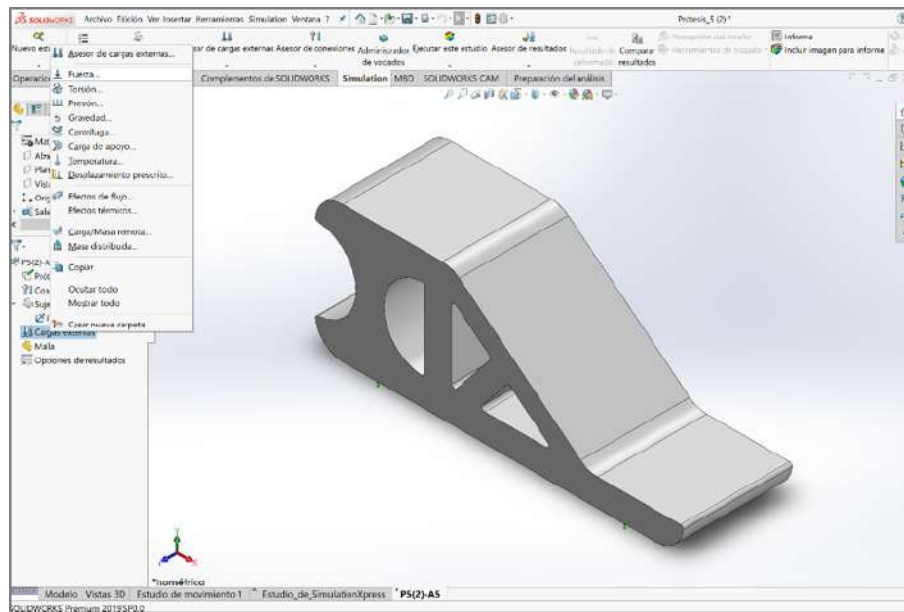 SOLIDWORKS Archivo Edición Ver Insertar Herramientas Simulation Ventana ? Protesis_5 (2) *
Informe
Nuevo
Asesor de cargas externas...
de cargas externas Asesor de conexiones Administrador Ejecutar este estudio Asesor de resultados Compara Incluir imagen para informe
de vocados resultados
Operacio
Complementos de SOLIDWORKS Simulation MBD SOLIDWORKS CAM Preparación del análisis
Fuerza...
Torsión...
Presión...
Gravedad...
Centrífuga...
Carga de apoyo...
Temperatura...
Desplazamiento prescrito...
Efectos de flujo...
Efectos térmicos...
Carga/Masa remota...
Masa distribuida...
Copiar
Ocultar todo
Mostrar todo
Crear nueva carpeta
Cargas externas
Malla
Opciones de resultados
*Isométrica
Modelo Vistas 3D Estudio de movimiento 1 Estudio_de_SimulationXpress P5(2)-A5
SOLIDWORKS Premium 2019 SP0.0